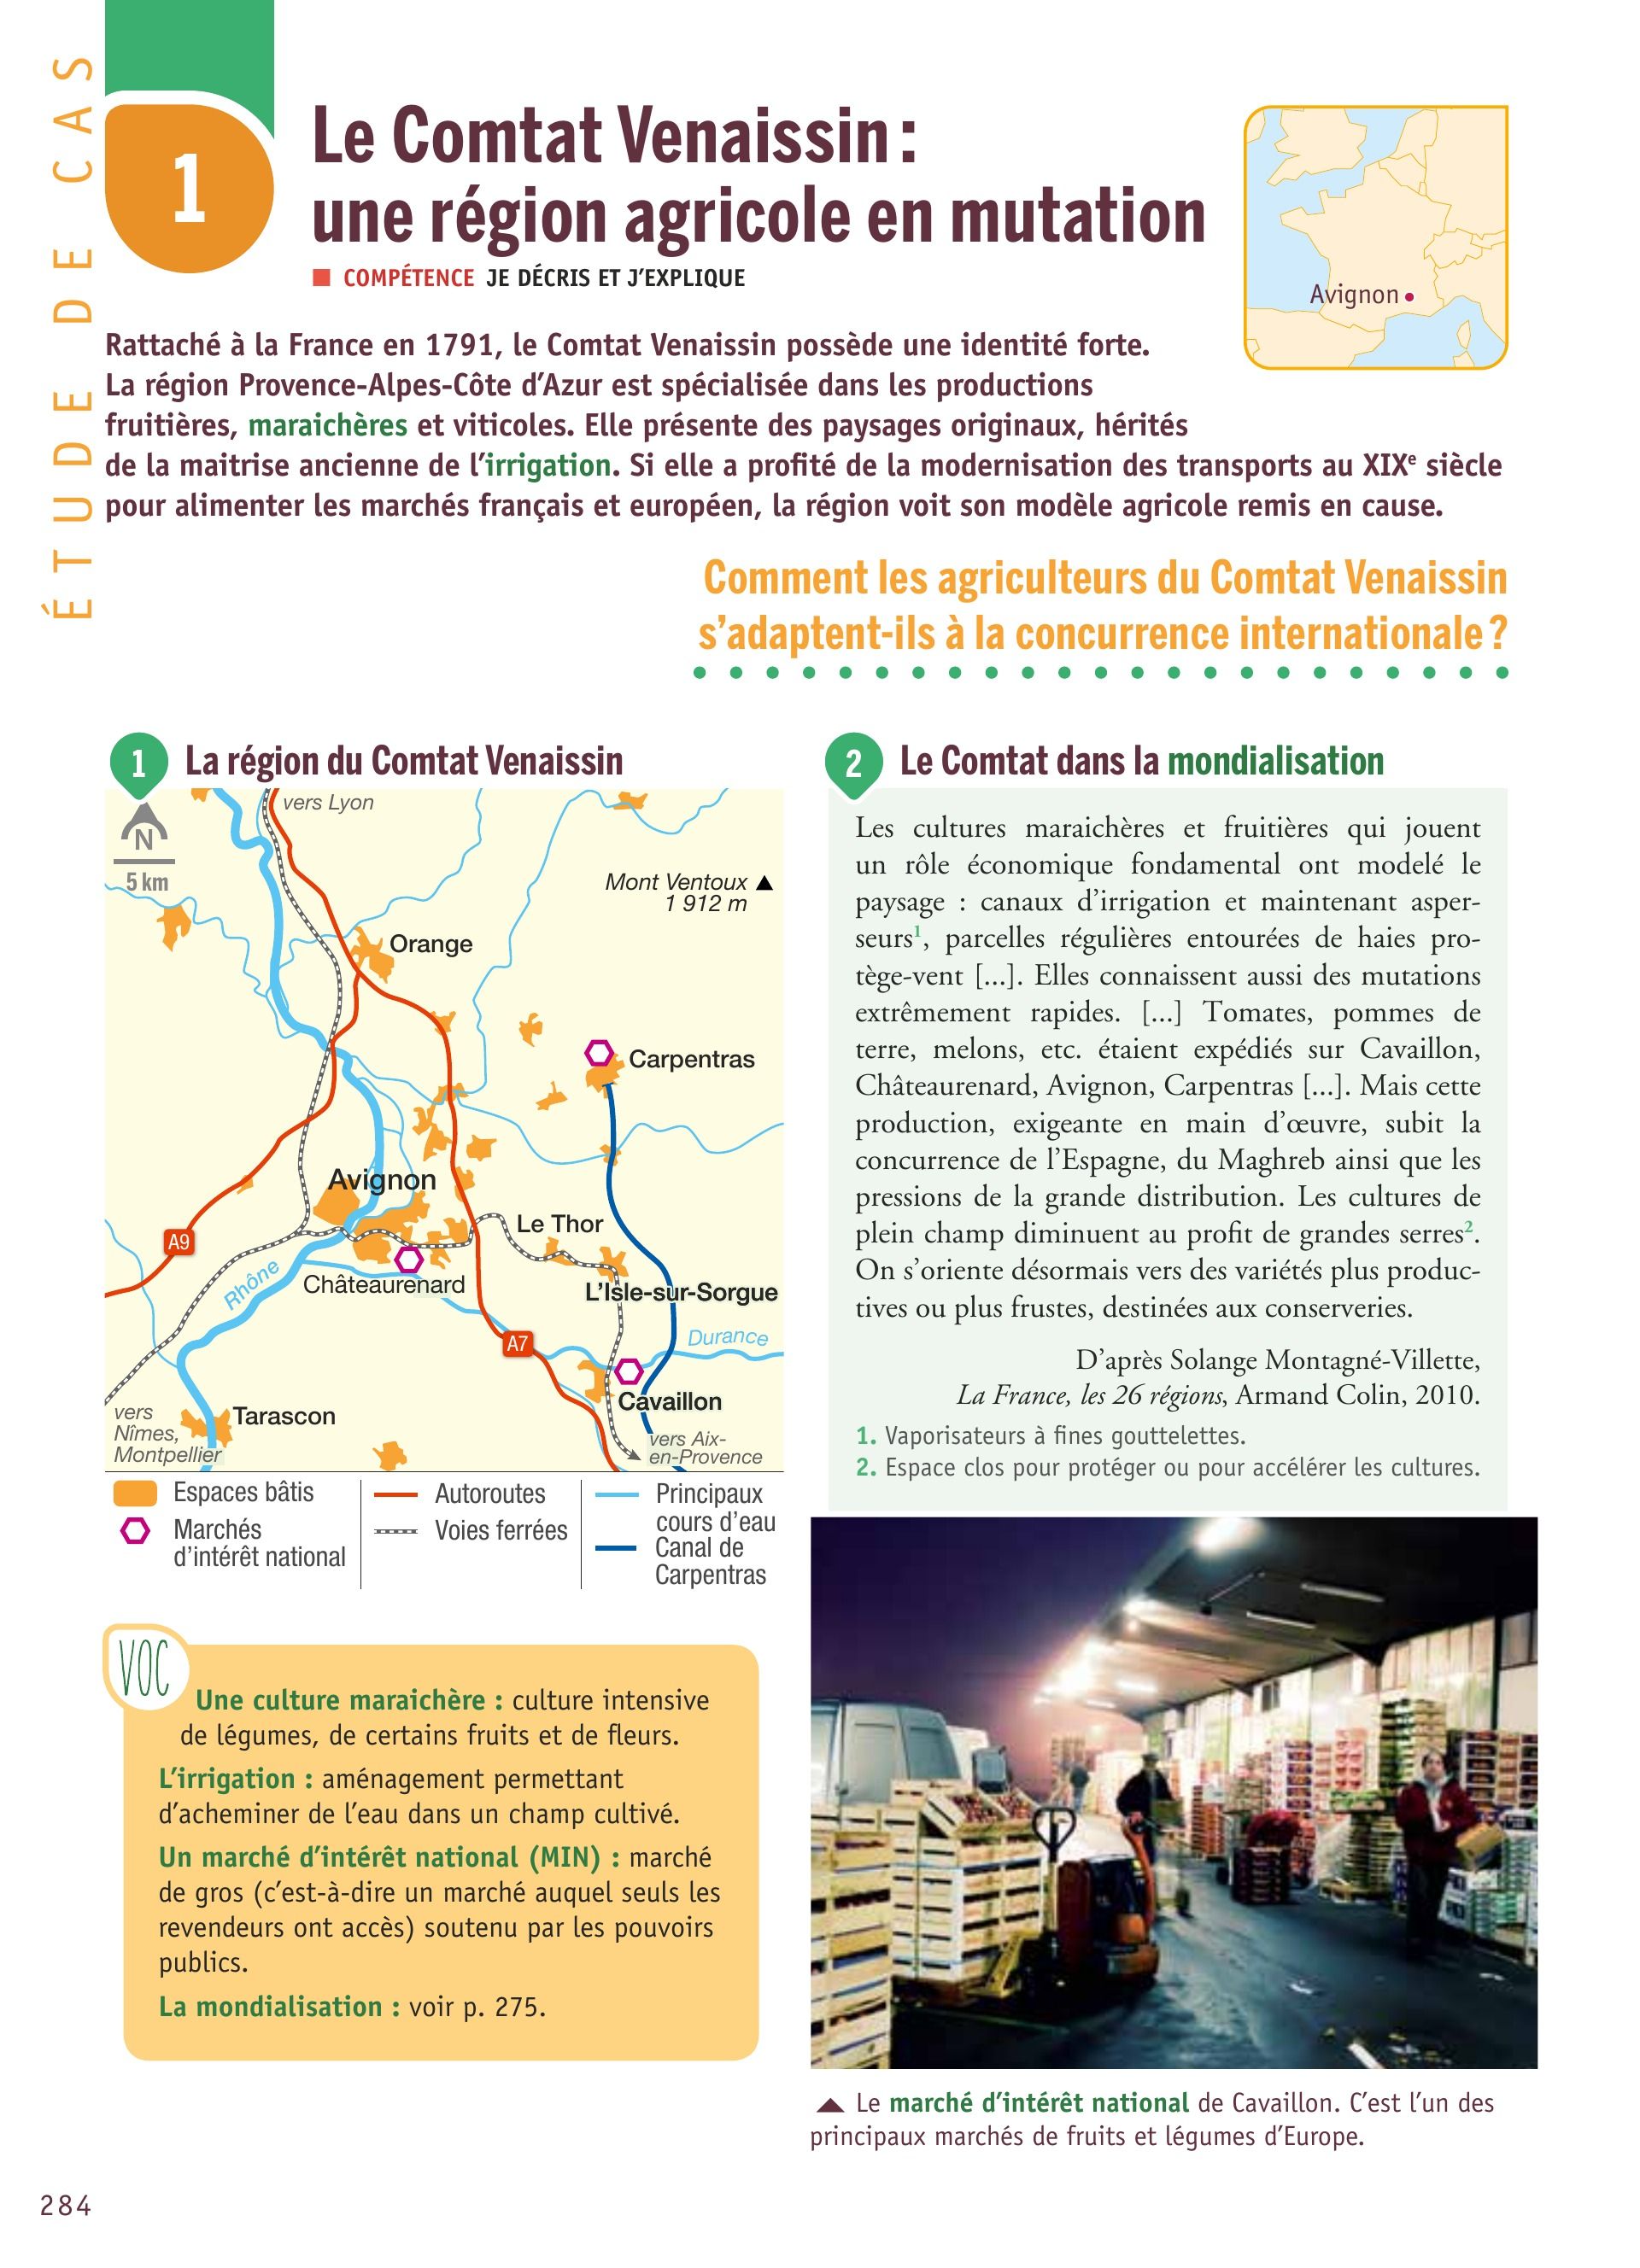 ÉTUDE DE CAS
1
Le Comtat Venaissin :
une région agricole en mutation
COMPÉTENCE JE DÉCRIS ET J’EXPLIQUE
Avignon
Rattaché à la France en 1791, le Comtat Venaissin possède une identité forte.
La région Provence-Alpes-Côte d’Azur est spécialisée dans les productions
fruitières, maraichères et viticoles. Elle présente des paysages originaux, hérités
de la maitrise ancienne de l’irrigation. Si elle a profité de la modernisation des transports au XIXe siècle
pour alimenter les marchés français et européen, la région voit son modèle agricole remis en cause.
Comment les agriculteurs du Comtat Venaissin
s’adaptent-ils à la concurrence internationale ?
1 La région du Comtat Venaissin
vers Lyon
N
5 km
Mont Ventoux
1 912 m
Orange
Carpentras
Avignon
Le Thor
A9
Châteaurenard
Rhône
L’Isle-sur-Sorgue
Durance
A7
Cavaillon
Tarascon
vers
Nîmes,
Montpellier
vers Aix-
en-Provence
Espaces bâtis
Marchés
d’intérêt national
Autoroutes
Voies ferrées
Principaux
cours d’eau
Canal de
Carpentras
VOC
Une culture maraichère : culture intensive
de légumes, de certains fruits et de fleurs.
L’irrigation : aménagement permettant
d’acheminer de l’eau dans un champ cultivé.
Un marché d’intérêt national (MIN) : marché
de gros (c’est-à-dire un marché auquel seuls les
revendeurs ont accès) soutenu par les pouvoirs
publics.
La mondialisation : voir p. 275.
2 Le Comtat dans la mondialisation
Les cultures maraichères et fruitières qui jouent
un rôle économique fondamental ont modelé le
paysage : canaux d’irrigation et maintenant asper-
seurs1, parcelles régulières entourées de haies pro-
tège-vent [...]. Elles connaissent aussi des mutations
extrêmement rapides. [...] Tomates, pommes de
terre, melons, etc. étaient expédiés sur Cavaillon,
Châteaurenard, Avignon, Carpentras [...]. Mais cette
production, exigeante en main d’œuvre, subit la
concurrence de l’Espagne, du Maghreb ainsi que les
pressions de la grande distribution. Les cultures de
plein champ diminuent au profit de grandes serres2.
On s’oriente désormais vers des variétés plus produc-
tives ou plus frustes, destinées aux conserveries.
D’après Solange Montagné-Villette,
La France, les 26 régions, Armand Colin, 2010.
1. Vaporisateurs à fines gouttelettes.
2. Espace clos pour protéger ou pour accélérer les cultures.
Le marché d’intérêt national de Cavaillon. C’est l’un des
principaux marchés de fruits et légumes d’Europe.
284